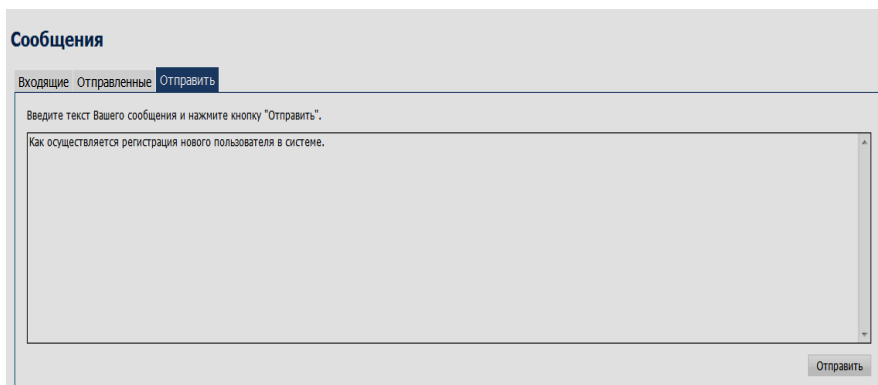 Сообщения
Входящие Отправленные Отправить
Введите текст Вашего сообщения и нажмите кнопку "Отправить".
Как осуществляется регистрация нового пользователя в системе.
Отправить